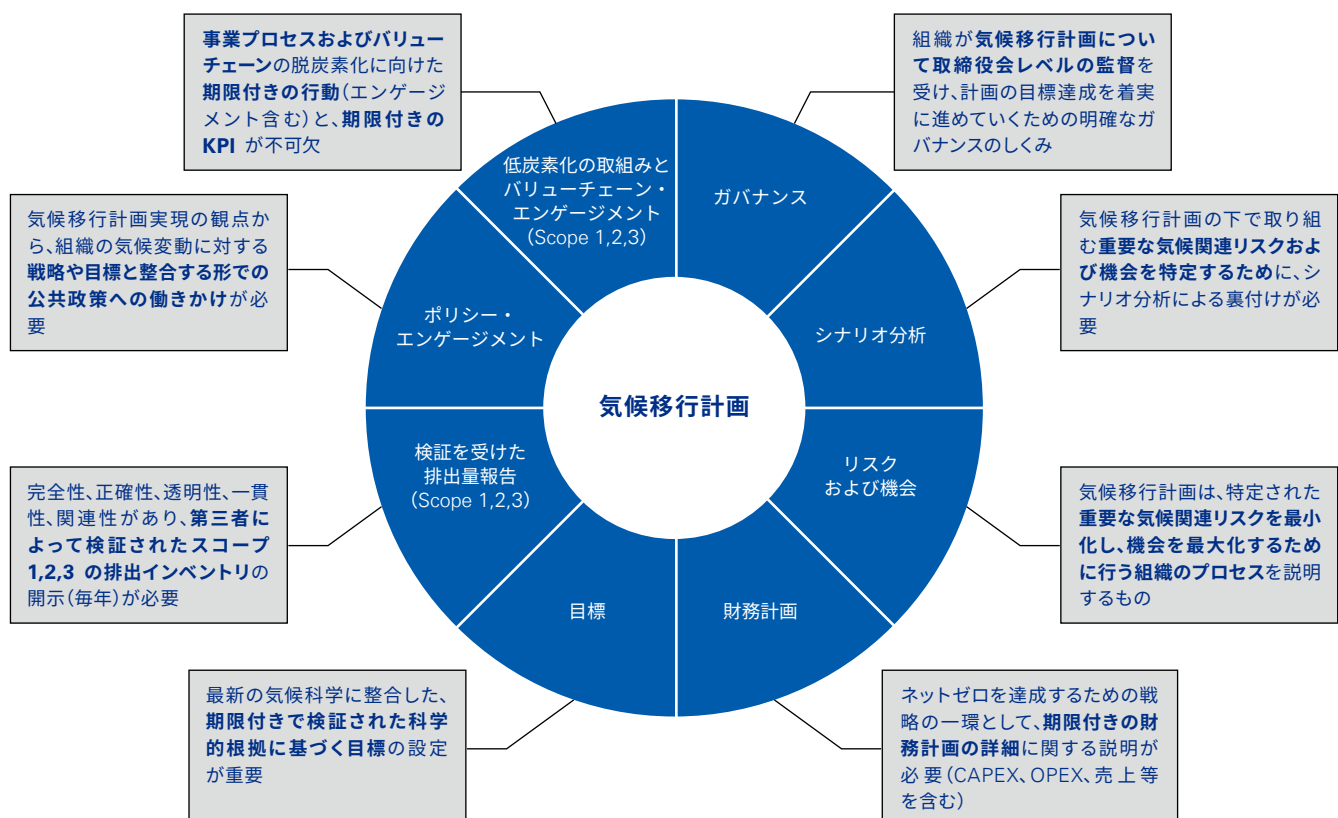 事業プロセスおよびバリュー
チェーンの脱炭素化に向けた
期限付きの行動(エンゲージ
メント含む)と、期限付きの
KPI が不可欠
組織が気候移行計画につい
て取締役会レベルの監督を
受け、計画の目標達成を着実
に進めていくための明確なガ
バナンスのしくみ
低炭素化の取組みと
バリューチェーン・
エンゲージメント
(Scope 1,2,3)
ガバナンス
気候移行計画実現の観点か
ら、組織の気候変動に対する
戦略や目標と整合する形での
公共政策への働きかけが必
要
気候移行計画の下で取り組
む重要な気候関連リスクおよ
び機会を特定するために、シ
ナリオ分析による裏付けが必
要
ポリシー・
エンゲージメント
シナリオ分析
気候移行計画
検証を受けた
排出量報告
(Scope 1,2,3)
リスク
および機会
完全性、正確性、透明性、一貫
性、関連性があり、第三者に
よって検証されたスコープ
1,2,3 の排出インベントリの
開示(毎年)が必要
気候移行計画は、特定された
重要な気候関連リスクを最小
化し、機会を最大化するため
に行う組織のプロセスを説明
するもの
目標
財務計画
最新の気候科学に整合した、
期限付きで検証された科学
的根拠に基づく目標の設定
が重要
ネットゼロを達成するための戦
略の一環として、期限付きの財
務計画の詳細に関する説明が
必要(CAPEX、OPEX、売上等
を含む)